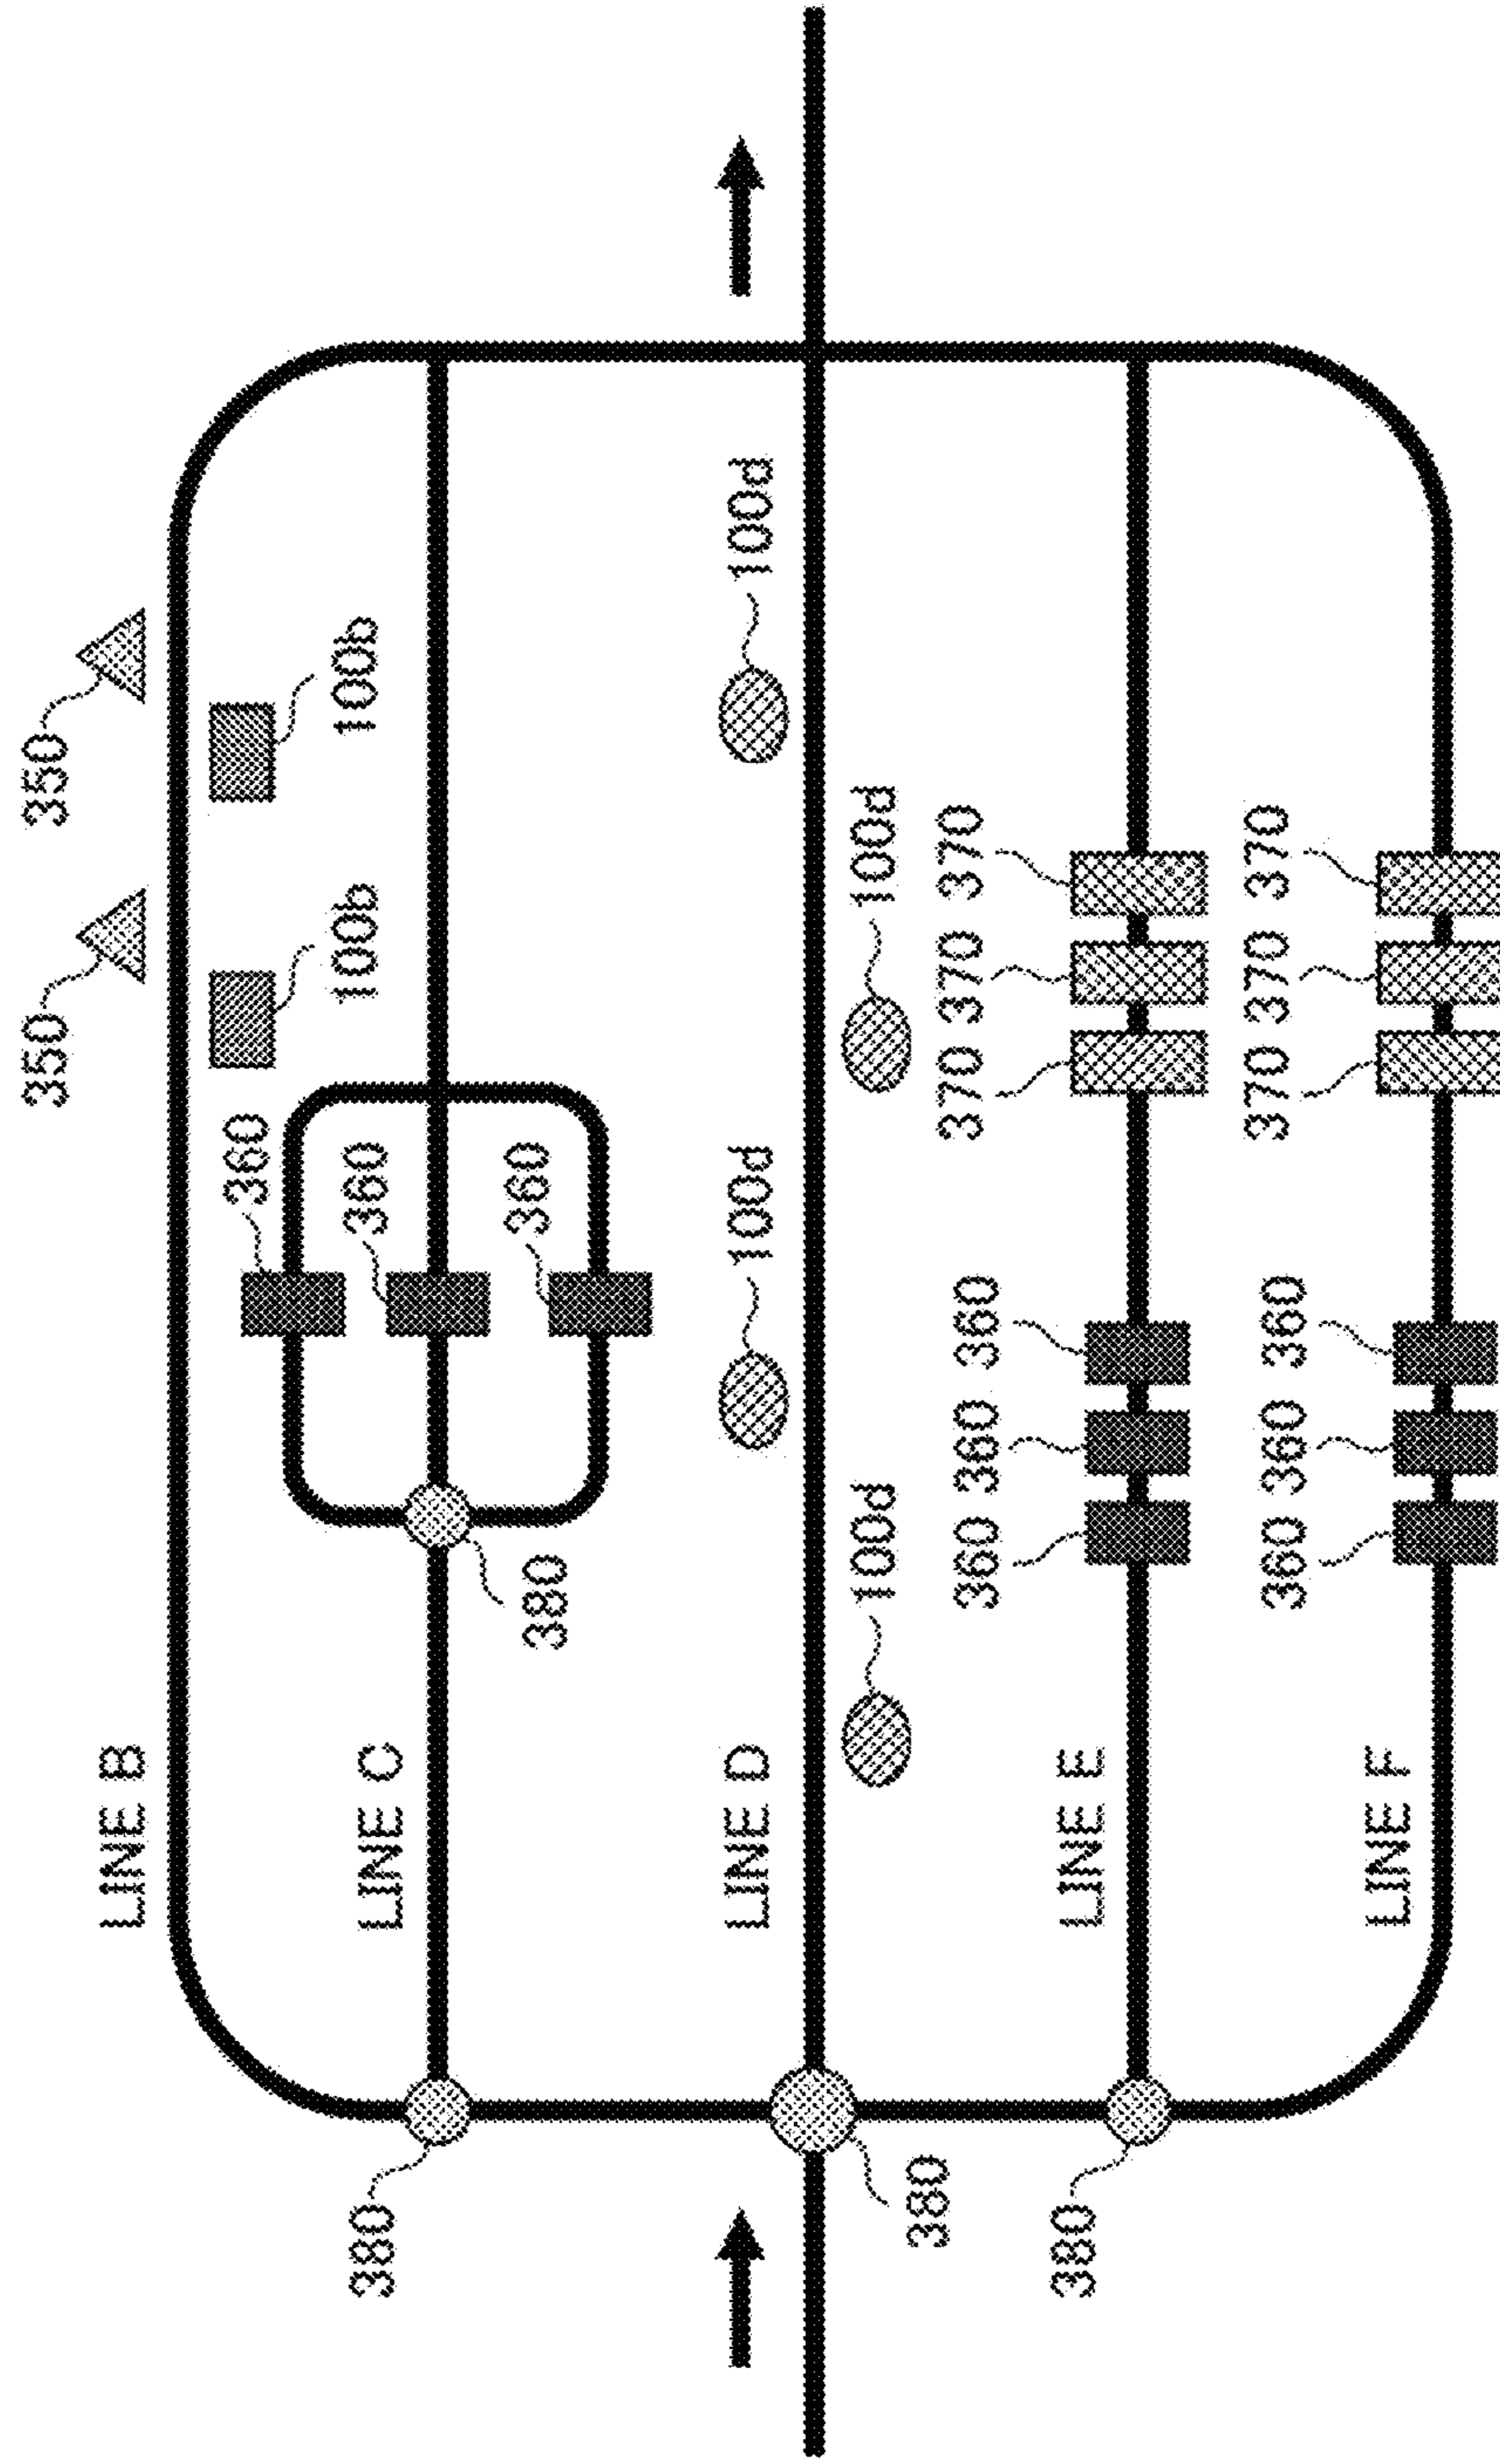 350 350
LINE B
360
100b 100b
380 LINE C 360
380 360
LINE D 100d 100d
100d 100d
380
370 370 370
360 360 360
380 LINE E
370 370 370
360 360 360
LINE F